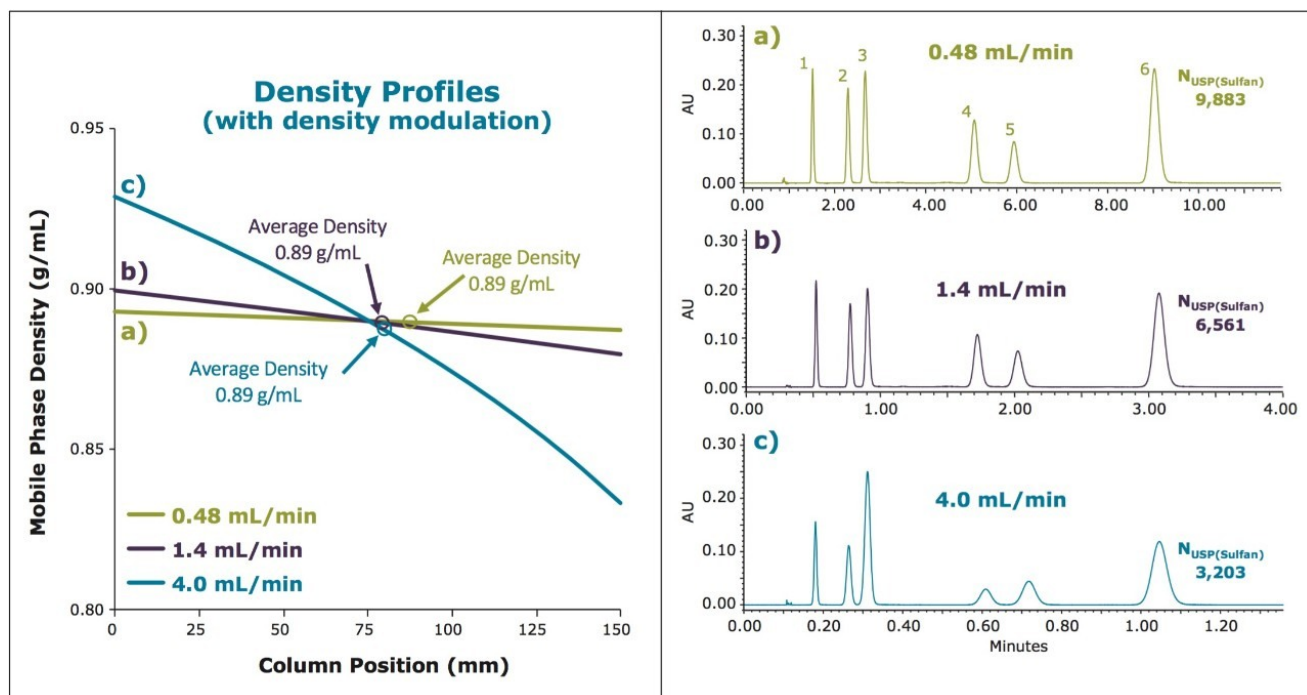 Density Profiles
(with density modulation)
Mobile Phase Density (g/mL)
0.95
0.90
0.85
0.80
c)
b)
a)
Average Density
0.89 g/mL
Average Density
0.89 g/mL
Average Density
0.89 g/mL
0.48 mL/min
1.4 mL/min
4.0 mL/min
0 25 50 75 100 125 150
Column Position (mm)
a)
0.48 mL/min
AU
0.30
0.20
0.10
0.00
1 2 3 4 5 6
NUSP(Sulfan)
9,883
0.00 2.00 4.00 6.00 8.00 10.00
b)
1.4 mL/min
AU
0.30
0.20
0.10
0.00
NUSP(Sulfan)
6,561
0.00 1.00 2.00 3.00 4.00
c)
4.0 mL/min
AU
0.30
0.20
0.10
0.00
NUSP(Sulfan)
3,203
0.00 0.20 0.40 0.60 0.80 1.00 1.20
Minutes